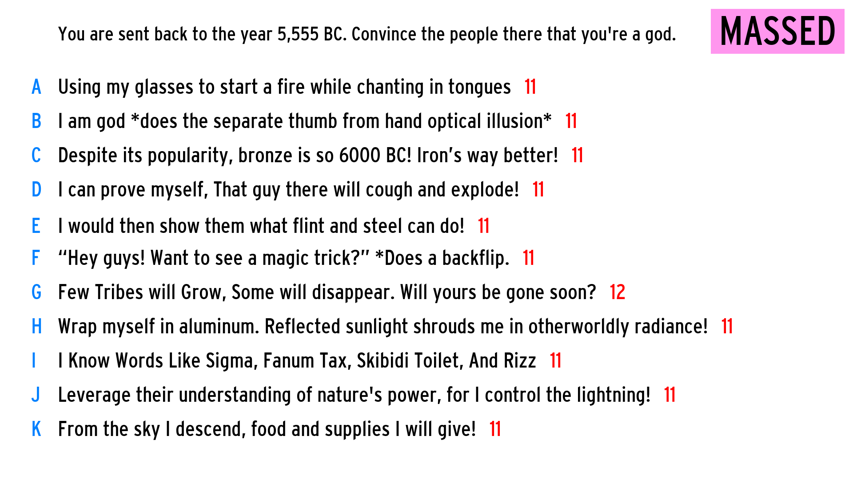 You are sent back to the year 5,555 BC. Convince the people there that you're a god. MASSED
A Using my glasses to start a fire while chanting in tongues 11
B I am god *does the separate thumb from hand optical illusion* 11
C Despite its popularity, bronze is so 6000 BC! Iron’s way better! 11
D I can prove myself, That guy there will cough and explode! 11
E I would then show them what flint and steel can do! 11
F “Hey guys! Want to see a magic trick?” *Does a backflip. 11
G Few Tribes will Grow, Some will disappear. Will yours be gone soon? 12
H Wrap myself in aluminum. Reflected sunlight shrouds me in otherworldly radiance! 11
I I Know Words Like Sigma, Fanum Tax, Skibidi Toilet, And Rizz 11
J Leverage their understanding of nature's power, for I control the lightning! 11
K From the sky I descend, food and supplies I will give! 11